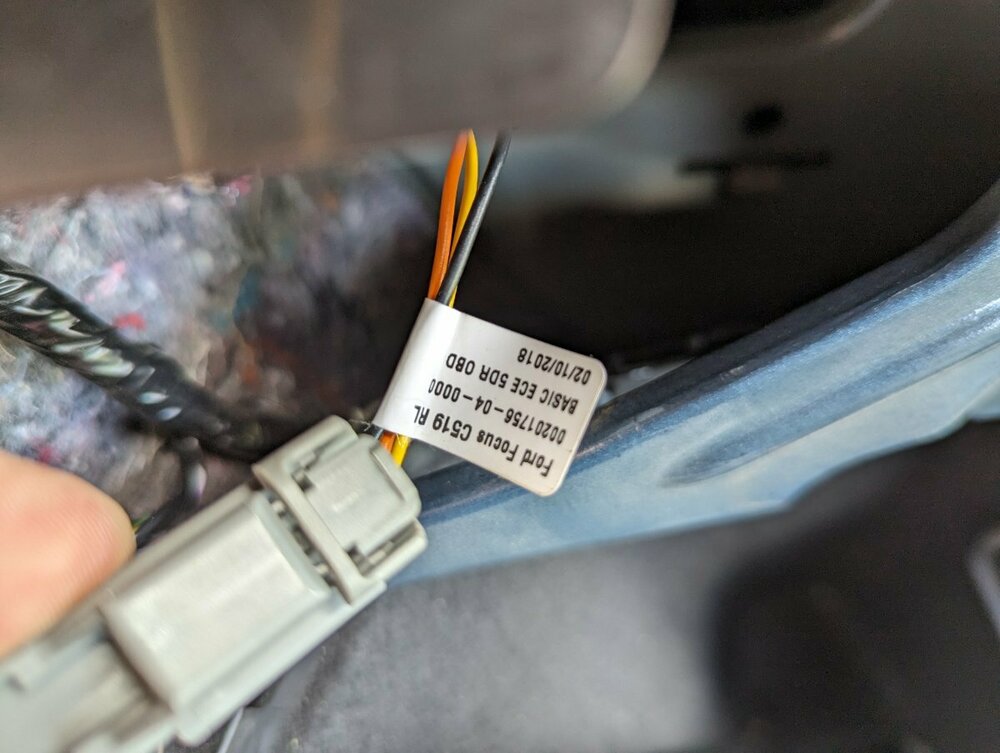 Ford Focus C519 RL
00201756-04-0000
BASIC ECE 5DR OBD
02/10/2018